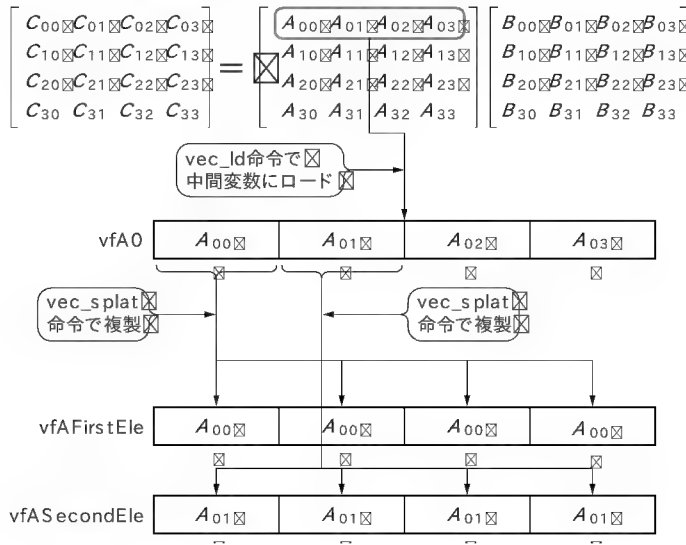 C00 C01 C02 C03 = A00 A01 A02 A03 B00 B01 B02 B03
C10 C11 C12 C13 A10 A11 A12 A13 B10 B11 B12 B13
C20 C21 C22 C23 A20 A21 A22 A23 B20 B21 B22 B23
C30 C31 C32 C33 A30 A31 A32 A33 B30 B31 B32 B33
vec_ld命令で
中間変数にロード
vfA0 A00 A01 A02 A03
vec_splat
命令で複製
vec_splat
命令で複製
vfAFirstEle A00 A00 A00 A00
vfASecondEle A01 A01 A01 A01